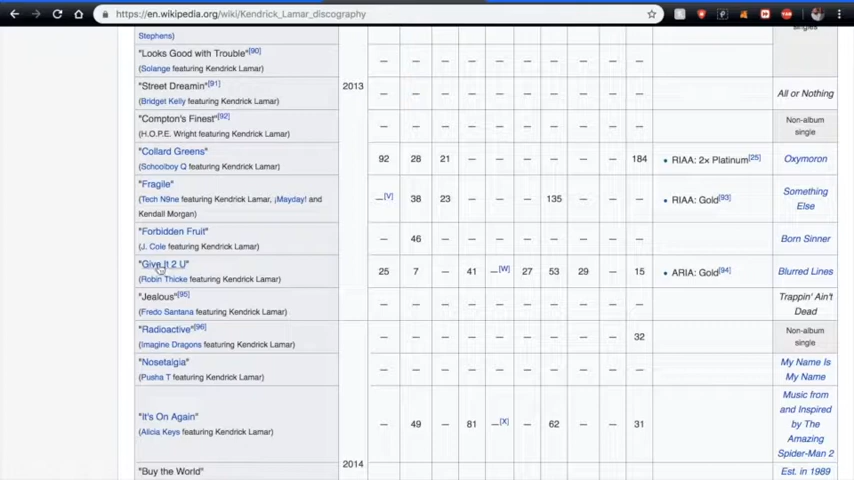 https://en.wikipedia.org/wiki/Kendrick_Lamar_discography
Stephens)
singles
"Looks Good with Trouble"[90]
(Solange featuring Kendrick Lamar)
— — — — — — — — —
2013
"Street Dreamin"[91]
(Bridget Kelly featuring Kendrick Lamar)
— — — — — — — — —
All or Nothing
"Compton's Finest"[92]
(H.O.P.E. Wright featuring Kendrick Lamar)
— — — — — — — — —
Non-album
single
"Collard Greens"
(Schoolboy Q featuring Kendrick Lamar)
92 28 21 — — — — — 184
• RIAA: 2× Platinum[25]
Oxymoron
"Fragile"
(Tech N9ne featuring Kendrick Lamar, ¡Mayday! and
Kendall Morgan)
—[V] 38 23 — — 135 — — —
• RIAA: Gold[93]
Something
Else
"Forbidden Fruit"
(J. Cole featuring Kendrick Lamar)
— 46 — — — — — — —
Born Sinner
"Give It 2 U"
(Robin Thicke featuring Kendrick Lamar)
25 7 — 41 —[W] 27 53 29 — 15
• ARIA: Gold[94]
Blurred Lines
"Jealous"[95]
(Fredo Santana featuring Kendrick Lamar)
— — — — — — — — —
Trappin' Ain't
Dead
"Radioactive"[96]
(Imagine Dragons featuring Kendrick Lamar)
— — — — — — — — 32
Non-album
single
"Nosetalgia"
(Pusha T featuring Kendrick Lamar)
— — — — — — — — —
My Name Is
My Name
"It's On Again"
(Alicia Keys featuring Kendrick Lamar)
— 49 — 81 —[X] — 62 — — 31
Music from
and Inspired
by The
Amazing
Spider-Man 2
2014
"Buy the World"
Est. in 1989